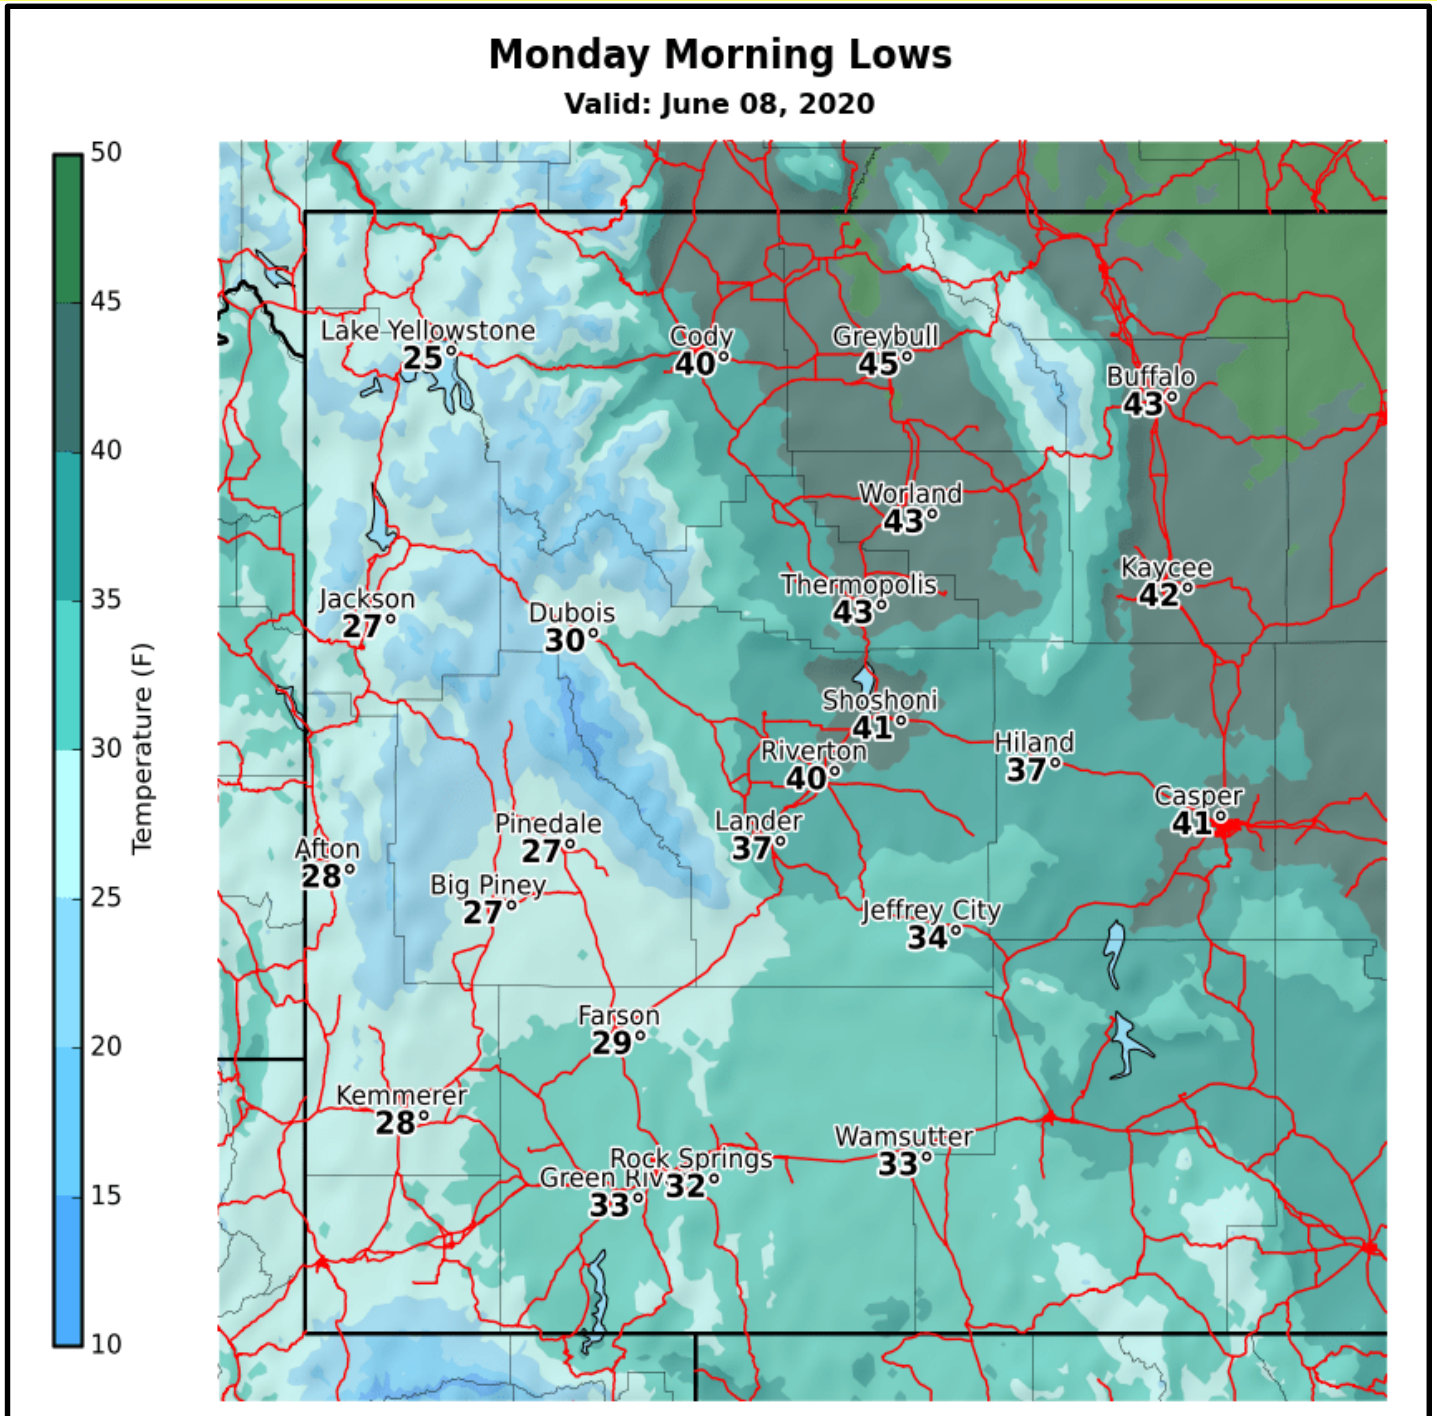 Monday Morning Lows
Valid: June 08, 2020
50
45
40
35
30
25
20
15
10
Temperature (F)
Lake Yellowstone
25°
Cody
40°
Greybull
45°
Buffalo
43°
Worland
43°
Thermopolis
43°
Kaycee
42°
Jackson
27°
Dubois
30°
Shoshoni
41°
Riverton
40°
Hiland
37°
Casper
41°
Lander
37°
Pinedale
27°
Afton
28°
Big Piney
27°
Jeffrey City
34°
Farson
29°
Kemmerer
28°
Wamsutter
33°
Rock Springs
32°
Green Riv
33°